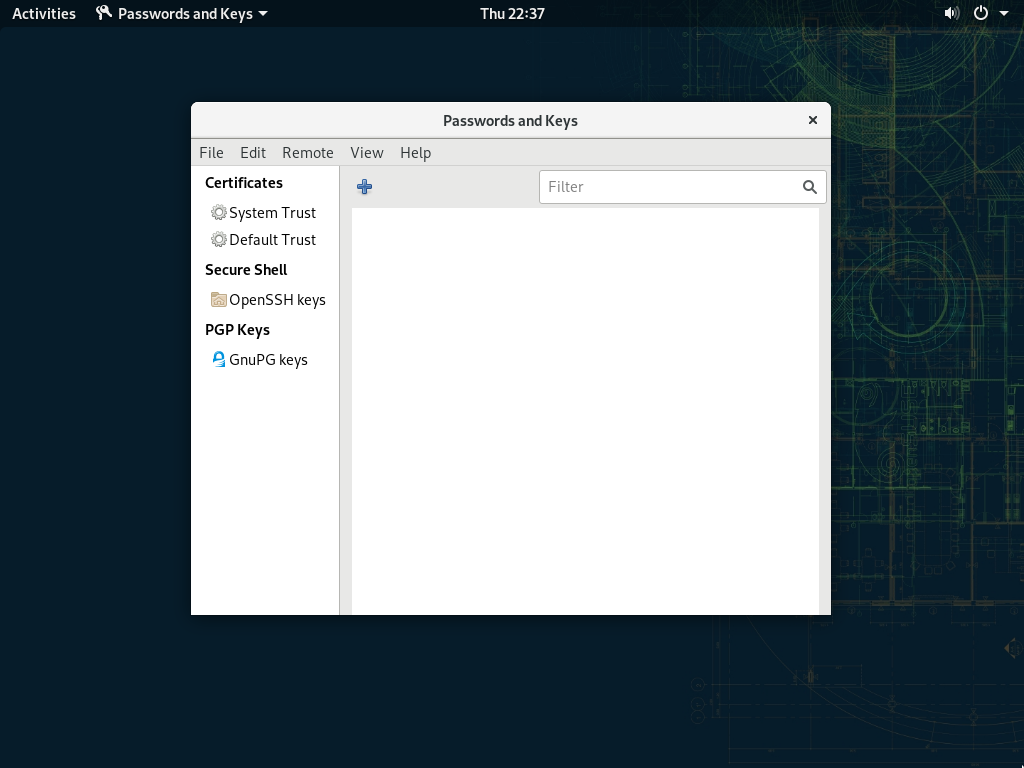 Activities Passwords and Keys Thu 22:37
Passwords and Keys
File Edit Remote View Help
Certificates
Filter
System Trust
Default Trust
Secure Shell
OpenSSH keys
PGP Keys
GnuPG keys